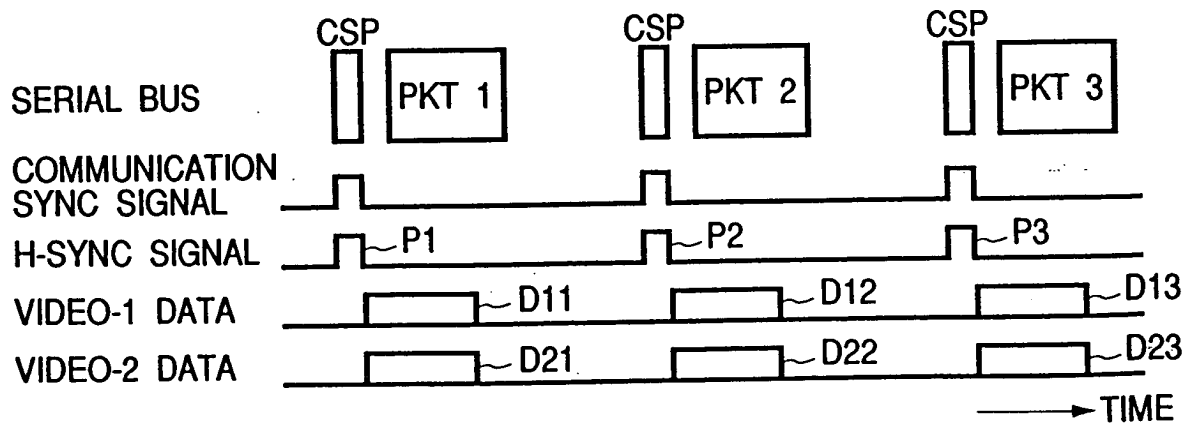 CSP CSP CSP
SERIAL BUS PKT 1 PKT 2 PKT 3
COMMUNICATION
SYNC SIGNAL
H-SYNC SIGNAL P1 P2 P3
VIDEO-1 DATA D11 D12 D13
VIDEO-2 DATA D21 D22 D23
TIME